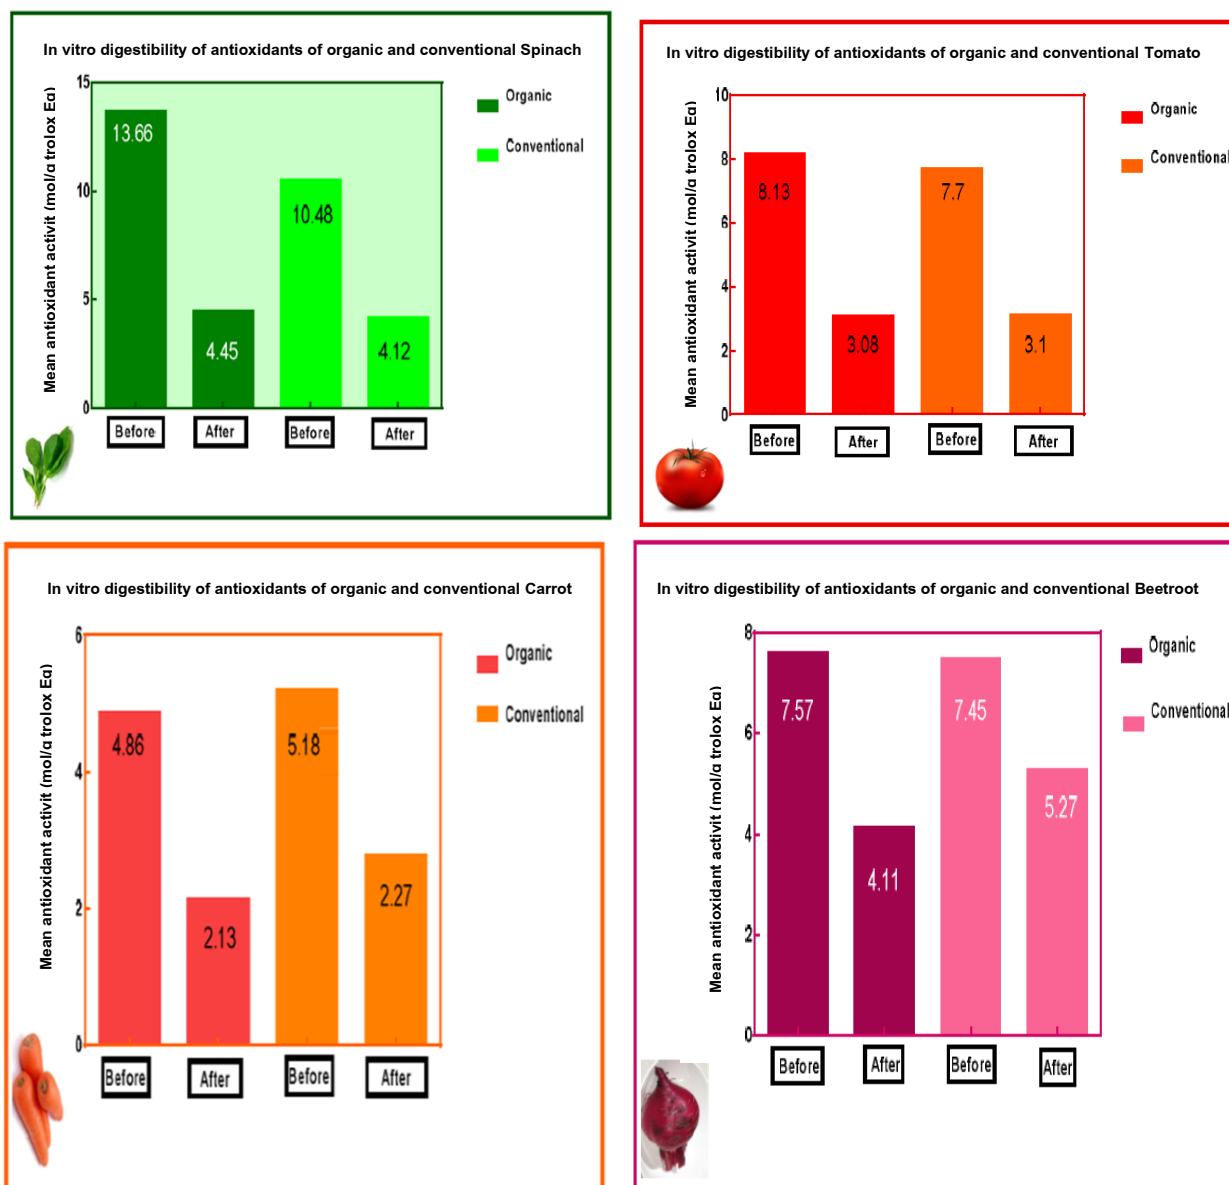 In vitro digestibility of antioxidants of organic and conventional Spinach
Mean antioxidant activit (mol/α trolox Eα)
15
10
5
0
13.66
4.45
10.48
4.12
Before
After
Before
After
Organic
Conventional
In vitro digestibility of antioxidants of organic and conventional Tomato
Mean antioxidant activit (mol/α trolox Eα)
10
8
6
4
2
0
8.13
3.08
7.7
3.1
Before
After
Before
After
Organic
Conventional
In vitro digestibility of antioxidants of organic and conventional Carrot
Mean antioxidant activit (mol/α trolox Eα)
6
4
2
0
4.86
2.13
5.18
2.27
Before
After
Before
After
Organic
Conventional
In vitro digestibility of antioxidants of organic and conventional Beetroot
Mean antioxidant activit (mol/α trolox Eα)
8
6
4
2
0
7.57
4.11
7.45
5.27
Before
After
Before
After
Organic
Conventional